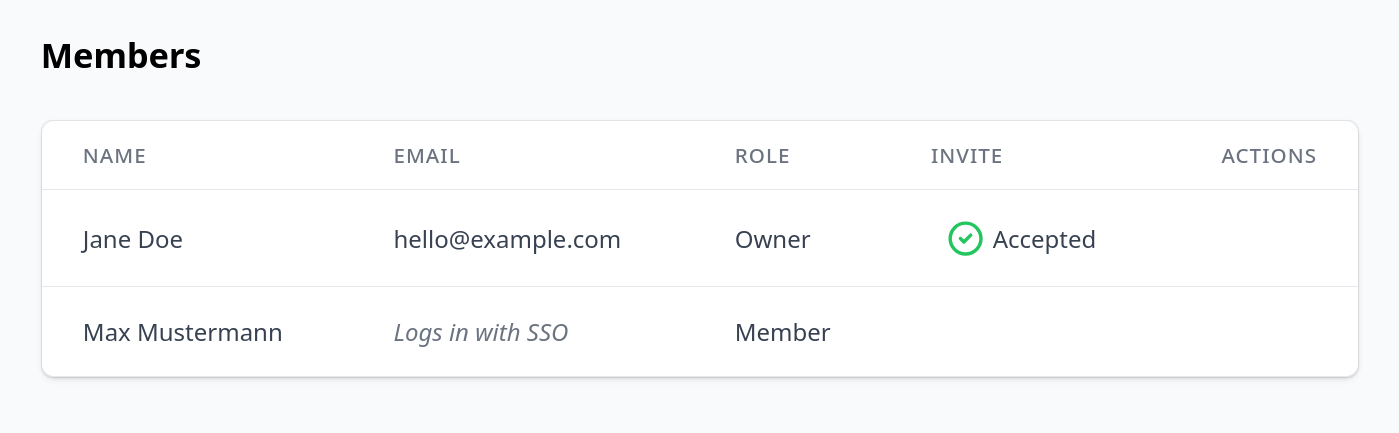 Members
NAME EMAIL ROLE INVITE ACTIONS
Jane Doe hello@example.com Owner Accepted
Max Mustermann Logs in with SSO Member